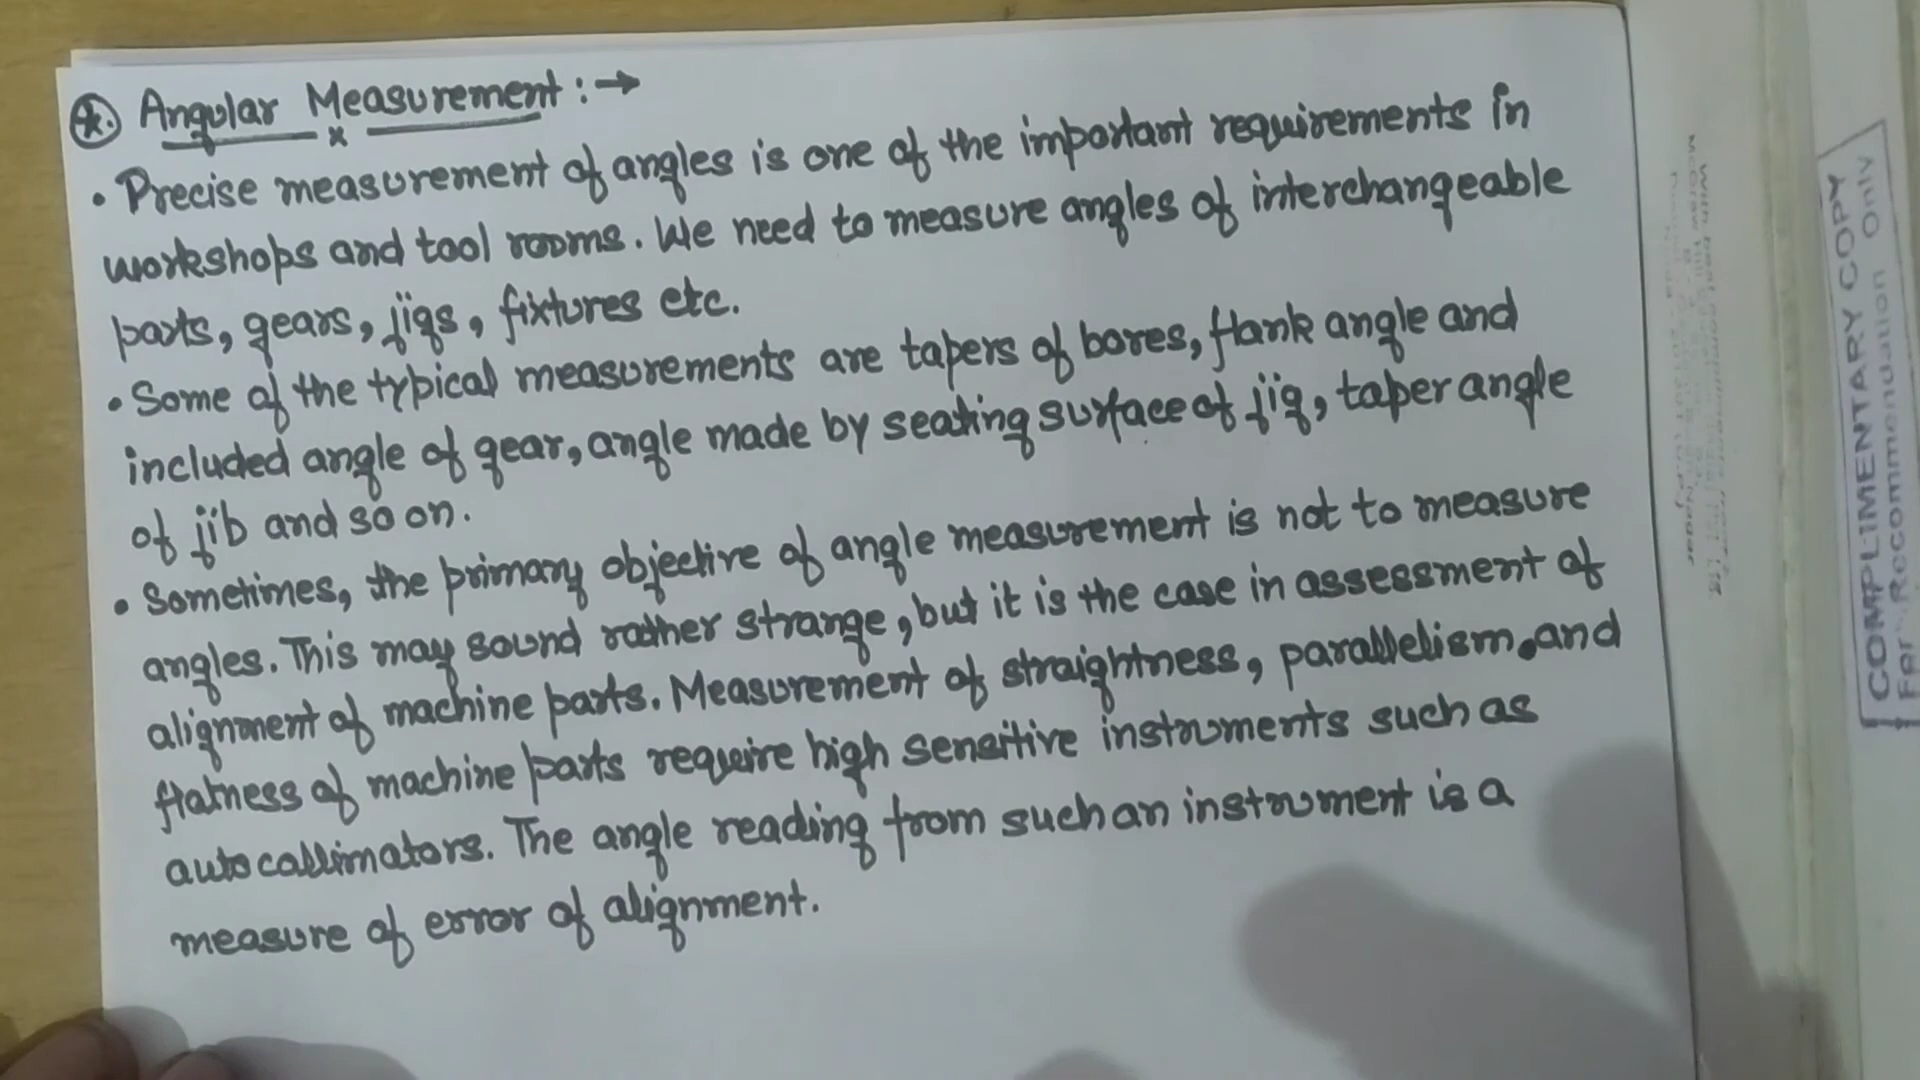 ✱. Angular Measurement :→
• Precise measurement of angles is one of the important requirements in
workshops and tool rooms. We need to measure angles of interchangeable
parts, gears, jigs, fixtures etc.
• Some of the typical measurements are tapers of bores, flank angle and
included angle of gear, angle made by seating surface of jig, taper angle
of jib and so on.
• Sometimes, the primary objective of angle measurement is not to measure
angles. This may sound rather strange, but it is the case in assessment of
alignment of machine parts. Measurement of straightness, parallelism, and
flatness of machine parts require high sensitive instruments such as
autocallimators. The angle reading from such an instrument is a
measure of error of alignment.
COMPLIMENTARY COPY
For Recommendation Only